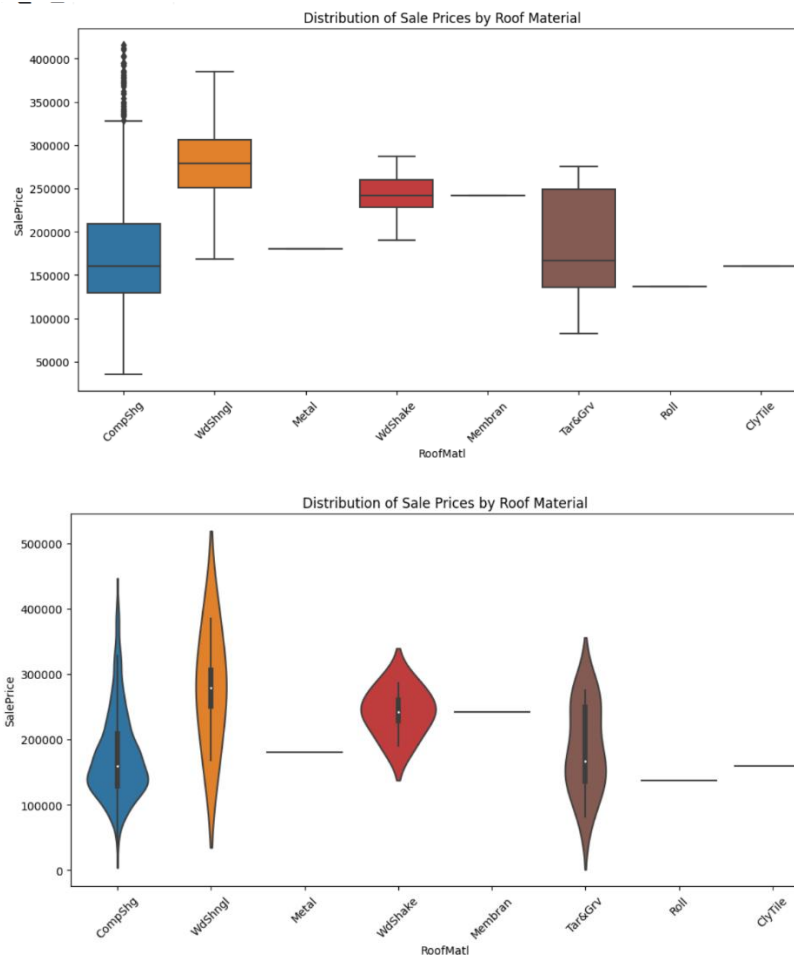 Distribution of Sale Prices by Roof Material
400000
350000
300000
250000
200000
150000
100000
50000
SalePrice
CompShg
WdShngl
Metal
WdShake
Membran
Tar&Grv
Roll
ClyTile
RoofMatl
Distribution of Sale Prices by Roof Material
500000
400000
300000
200000
100000
0
SalePrice
CompShg
WdShngl
Metal
WdShake
Membran
Tar&Grv
Roll
ClyTile
RoofMatl